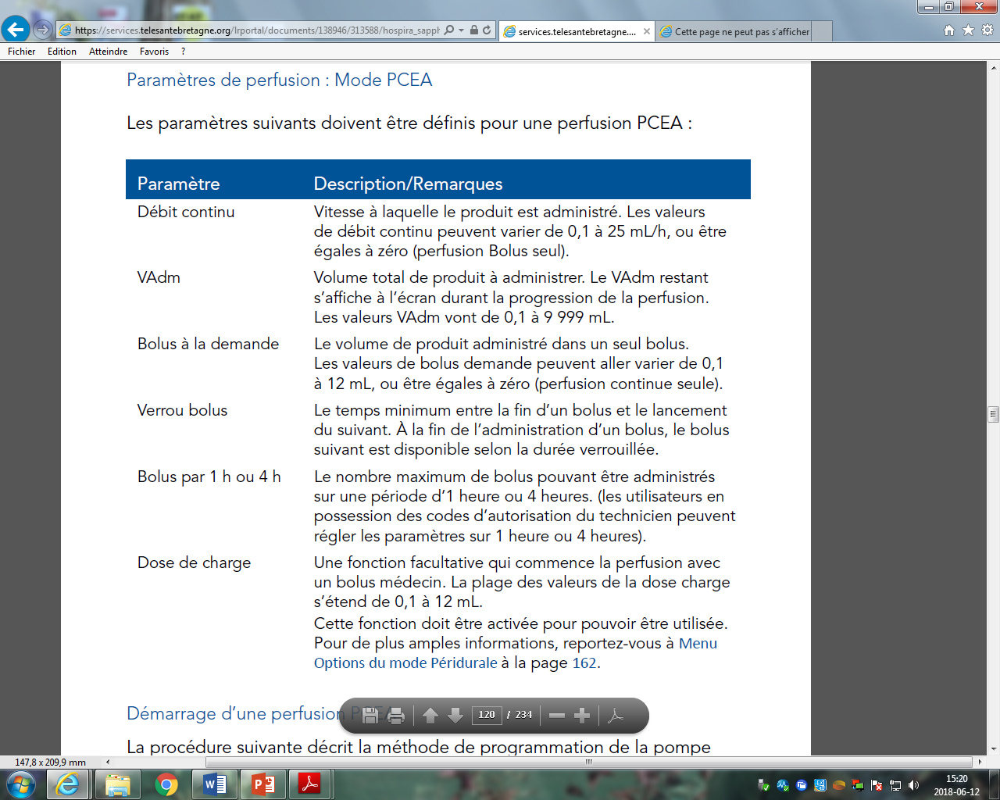 https://services.telesantebretagne.org/lrportal/documents/138946/313588/hospira_sapph
services.telesantebretagne....
Cette page ne peut pas s'afficher
Fichier Edition Atteindre Favoris ?
Paramètres de perfusion : Mode PCEA
Les paramètres suivants doivent être définis pour une perfusion PCEA :
Paramètre Description/Remarques
Débit continu Vitesse à laquelle le produit est administré. Les valeurs
de débit continu peuvent varier de 0,1 à 25 mL/h, ou être
égales à zéro (perfusion Bolus seul).
VAdm Volume total de produit à administrer. Le VAdm restant
s'affiche à l'écran durant la progression de la perfusion.
Les valeurs VAdm vont de 0,1 à 9 999 mL.
Bolus à la demande Le volume de produit administré dans un seul bolus.
Les valeurs de bolus demande peuvent aller varier de 0,1
à 12 mL, ou être égales à zéro (perfusion continue seule).
Verrou bolus Le temps minimum entre la fin d'un bolus et le lancement
du suivant. À la fin de l'administration d'un bolus, le bolus
suivant est disponible selon la durée verrouillée.
Bolus par 1 h ou 4 h Le nombre maximum de bolus pouvant être administrés
sur une période d'1 heure ou 4 heures. (les utilisateurs en
possession des codes d'autorisation du technicien peuvent
régler les paramètres sur 1 heure ou 4 heures).
Dose de charge Une fonction facultative qui commence la perfusion avec
un bolus médecin. La plage des valeurs de la dose charge
s'étend de 0,1 à 12 mL.
Cette fonction doit être activée pour pouvoir être utilisée.
Pour de plus amples informations, reportez-vous à Menu
Options du mode Péridurale à la page 162.
Démarrage d'une perfusion PCEA
120 / 234
La procédure suivante décrit la méthode de programmation de la pompe
147,8 x 209,9 mm
15:20
2018-06-12